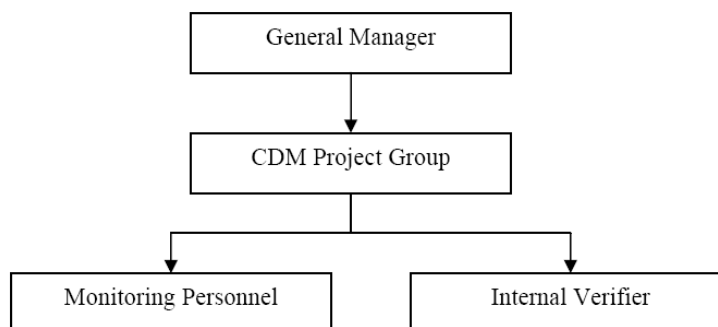 General Manager
CDM Project Group
Monitoring Personnel
Internal Verifier